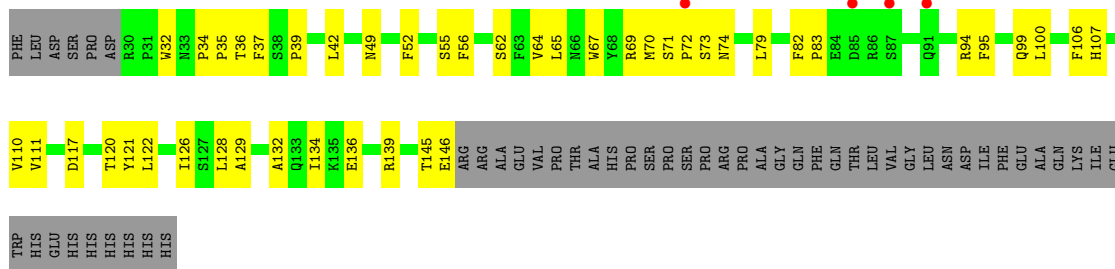 PHE LEU ASP SER PRO ASP R30 P31 W32 N33 P34 P35 T36 F37 S38 P39 L42 N49 F52 S55 F56 S62 F63 V64 L65 N66 W67 Y68 R69 M70 S71 P72 S73 N74 L79 F82 P83 E84 D85 R86 S87 Q91 R94 F95 Q99 L100 F106 H107
V110 V111 D117 T120 Y121 L122 I126 S127 L128 A129 A132 Q133 I134 K135 E136 R139 T145 E146 ARG ARG ALA GLU VAL PRO THR ALA HIS PRO SER PRO SER PRO ARG PRO ALA GLY GLN PHE GLN THR LEU VAL GLY LEU ASN ASP ILE PHE GLU ALA GLN LYS ILE GLU
TRP HIS GLU HIS HIS HIS HIS HIS HIS